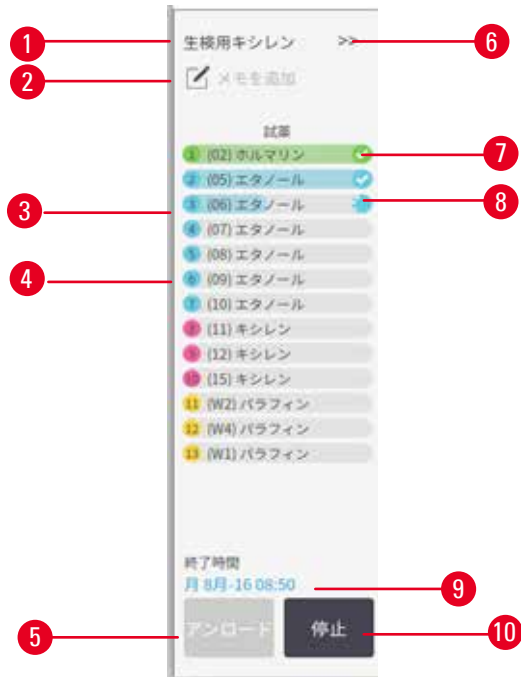 1
生検用キシレン >> 6
2
メモを追加
試薬
1 (02) ホルマリン 7
2 (05) エタノール
3 3 (06) エタノール 8
4 (07) エタノール
5 (08) エタノール
4 6 (09) エタノール
7 (10) エタノール
8 (11) キシレン
9 (12) キシレン
10 (15) キシレン
11 (W2) パラフィン
12 (W4) パラフィン
13 (W1) パラフィン
終了時間
月 8月-16 08:50 9
5 アンロード 停止 10